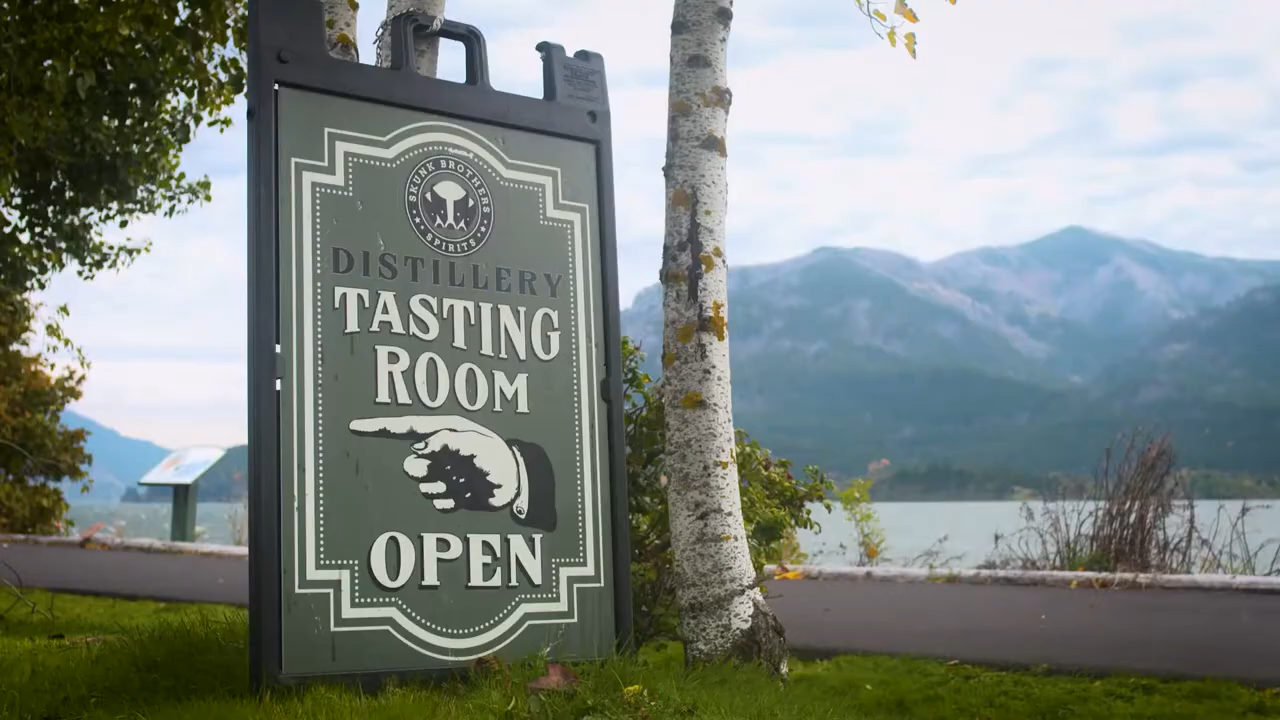 SKUNK BROTHERS
SPIRITS
DISTILLERY
TASTING
ROOM
OPEN